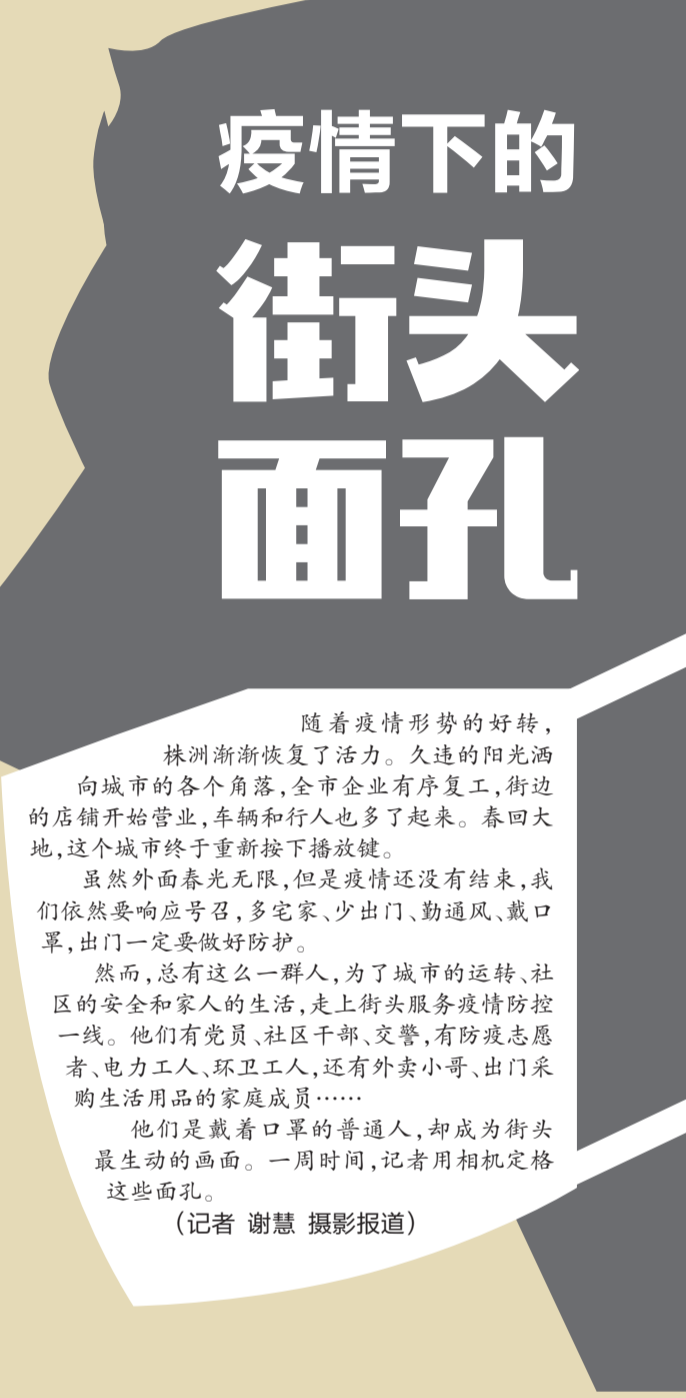 疫情下的
街头
面孔
随着疫情形势的好转，
株洲渐渐恢复了活力。久违的阳光洒
向城市的各个角落，全市企业有序复工，街边
的店铺开始营业，车辆和行人也多了起来。春回大
地，这个城市终于重新按下播放键。
虽然外面春光无限，但是疫情还没有结束，我
们依然要响应号召，多宅家、少出门、勤通风、戴口
罩，出门一定要做好防护。
然而，总有这么一群人，为了城市的运转、社
区的安全和家人的生活，走上街头服务疫情防控
一线。他们有党员、社区干部、交警，有防疫志愿
者、电力工人、环卫工人，还有外卖小哥、出门采
购生活用品的家庭成员……
他们是戴着口罩的普通人，却成为街头
最生动的画面。一周时间，记者用相机定格
这些面孔。
（记者 谢慧 摄影报道）